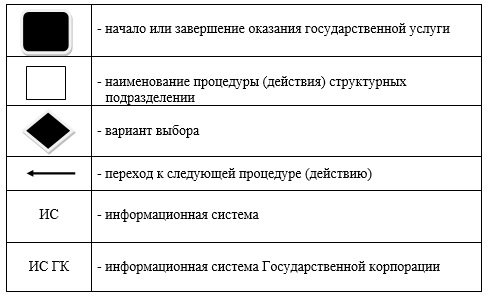 - начало или завершение оказания государственной услуги
- наименование процедуры (действия) структурных
подразделении
- вариант выбора
- переход к следующей процедуре (действию)
ИС - информационная система
ИС ГК - информационная система Государственной корпорации